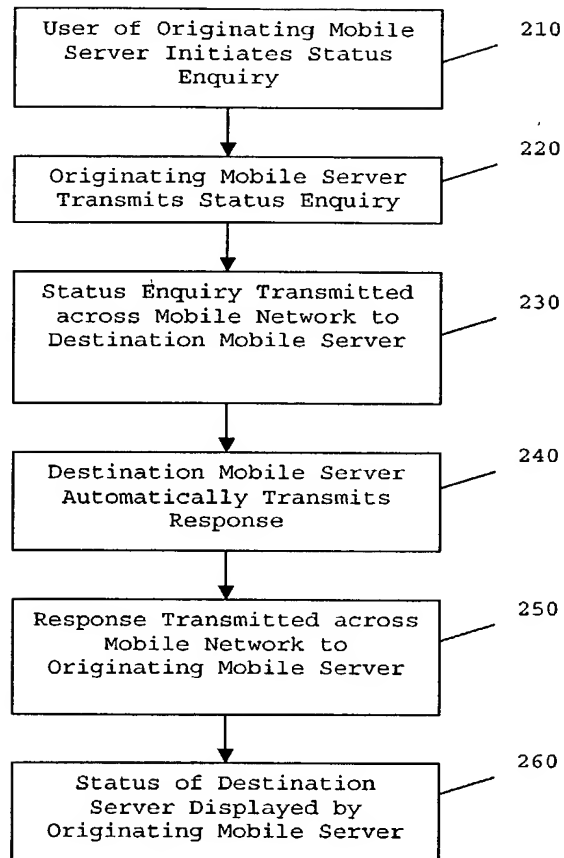 User of Originating Mobile
Server Initiates Status
Enquiry
210
Originating Mobile Server
Transmits Status Enquiry
220
Status Enquiry Transmitted
across Mobile Network to
Destination Mobile Server
230
Destination Mobile Server
Automatically Transmits
Response
240
Response Transmitted across
Mobile Network to
Originating Mobile Server
250
Status of Destination
Server Displayed by
Originating Mobile Server
260